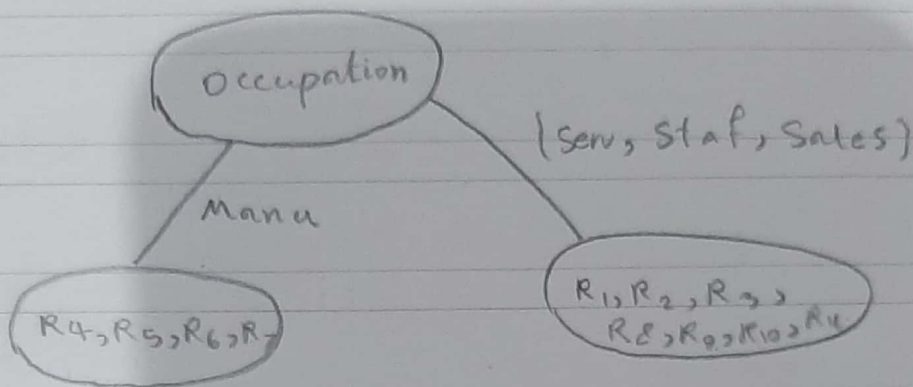 Occupation
(Serv, Staf, Sales)
Manu
R4, R5, R6, R7
R1, R2, R3,
R8, R9, R10, R11